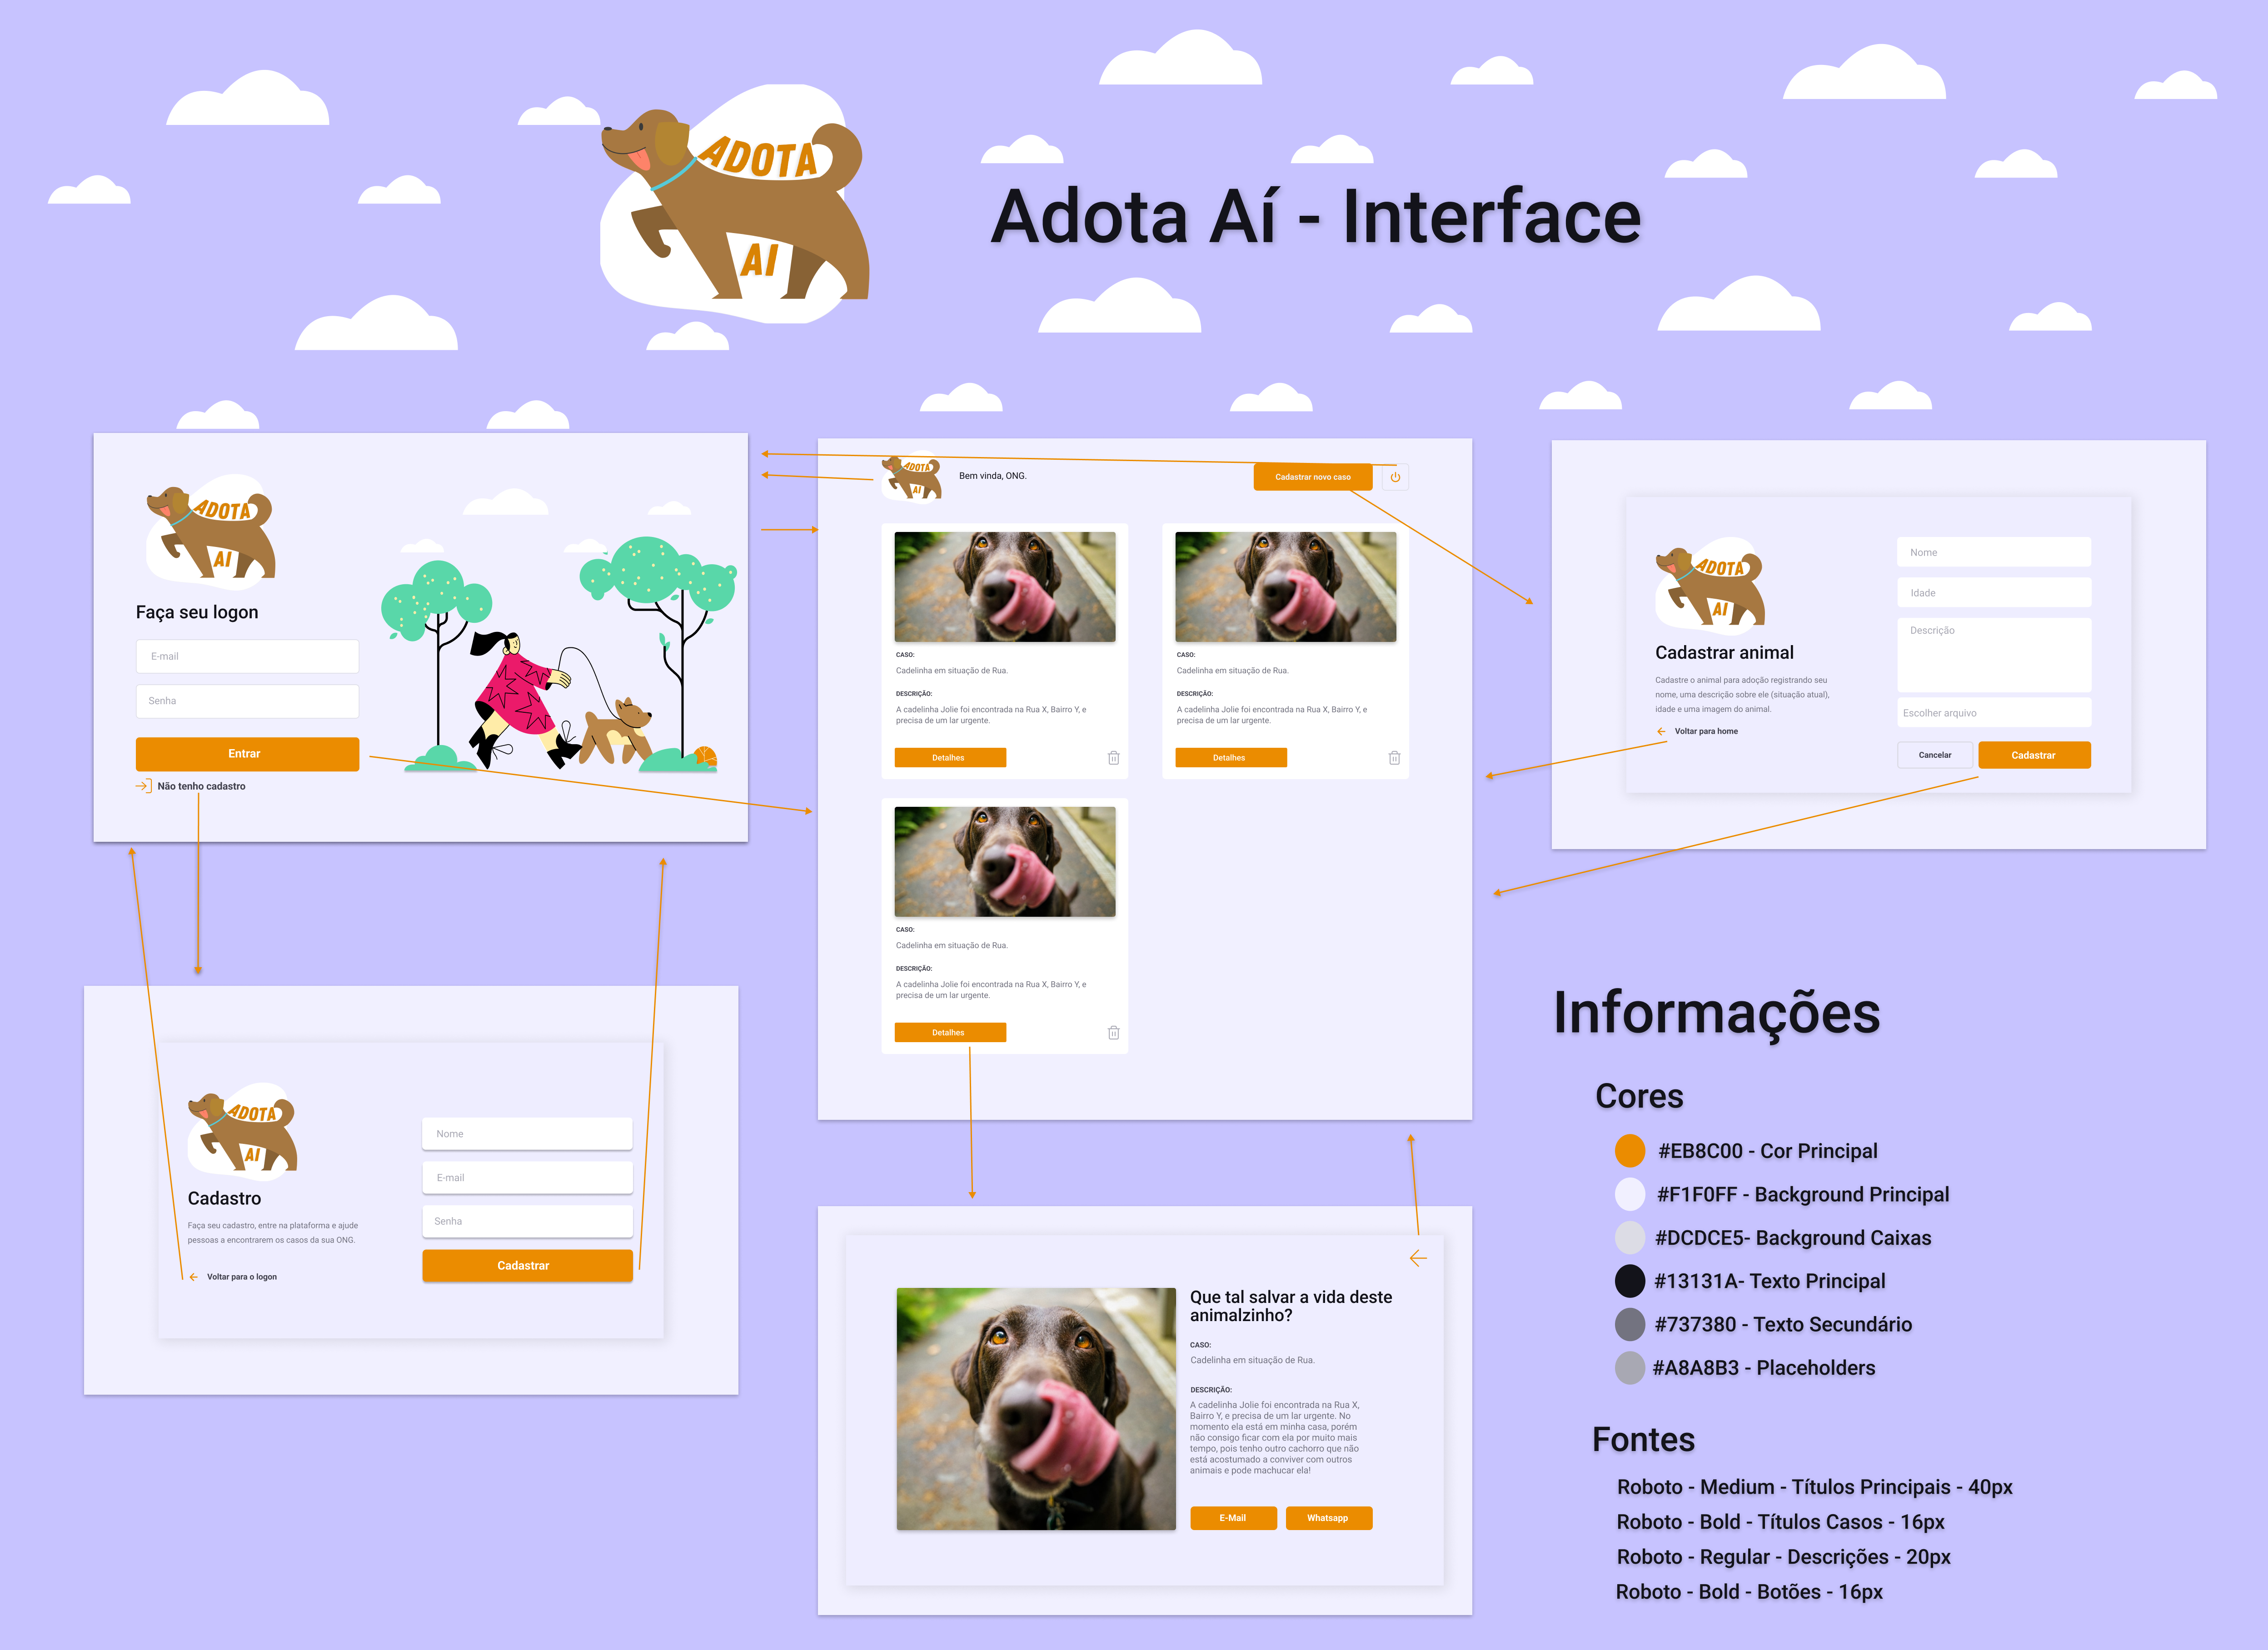 ADOTA
AI
Adota Aí - Interface
ADOTA
AI
Faça seu logon
E-mail
Senha
Entrar
Não tenho cadastro
ADOTA
AI
Bem vinda, ONG.
Cadastrar novo caso
CASO:
Cadelinha em situação de Rua.
DESCRIÇÃO:
A cadelinha Jolie foi encontrada na Rua X, Bairro Y, e
precisa de um lar urgente.
Detalhes
CASO:
Cadelinha em situação de Rua.
DESCRIÇÃO:
A cadelinha Jolie foi encontrada na Rua X, Bairro Y, e
precisa de um lar urgente.
Detalhes
CASO:
Cadelinha em situação de Rua.
DESCRIÇÃO:
A cadelinha Jolie foi encontrada na Rua X, Bairro Y, e
precisa de um lar urgente.
Detalhes
ADOTA
AI
Cadastrar animal
Cadastre o animal para adoção registrando seu
nome, uma descrição sobre ele (situação atual),
idade e uma imagem do animal.
Voltar para home
Nome
Idade
Descrição
Escolher arquivo
Cancelar
Cadastrar
ADOTA
AI
Cadastro
Faça seu cadastro, entre na plataforma e ajude
pessoas a encontrarem os casos da sua ONG.
Voltar para o logon
Nome
E-mail
Senha
Cadastrar
Que tal salvar a vida deste
animalzinho?
CASO:
Cadelinha em situação de Rua.
DESCRIÇÃO:
A cadelinha Jolie foi encontrada na Rua X,
Bairro Y, e precisa de um lar urgente. No
momento ela está em minha casa, porém
não consigo ficar com ela por muito mais
tempo, pois tenho outro cachorro que não
está acostumado a conviver com outros
animais e pode machucar ela!
E-Mail
Whatsapp
Informações
Cores
#EB8C00 - Cor Principal
#F1F0FF - Background Principal
#DCDCE5- Background Caixas
#13131A- Texto Principal
#737380 - Texto Secundário
#A8A8B3 - Placeholders
Fontes
Roboto - Medium - Títulos Principais - 40px
Roboto - Bold - Títulos Casos - 16px
Roboto - Regular - Descrições - 20px
Roboto - Bold - Botões - 16px